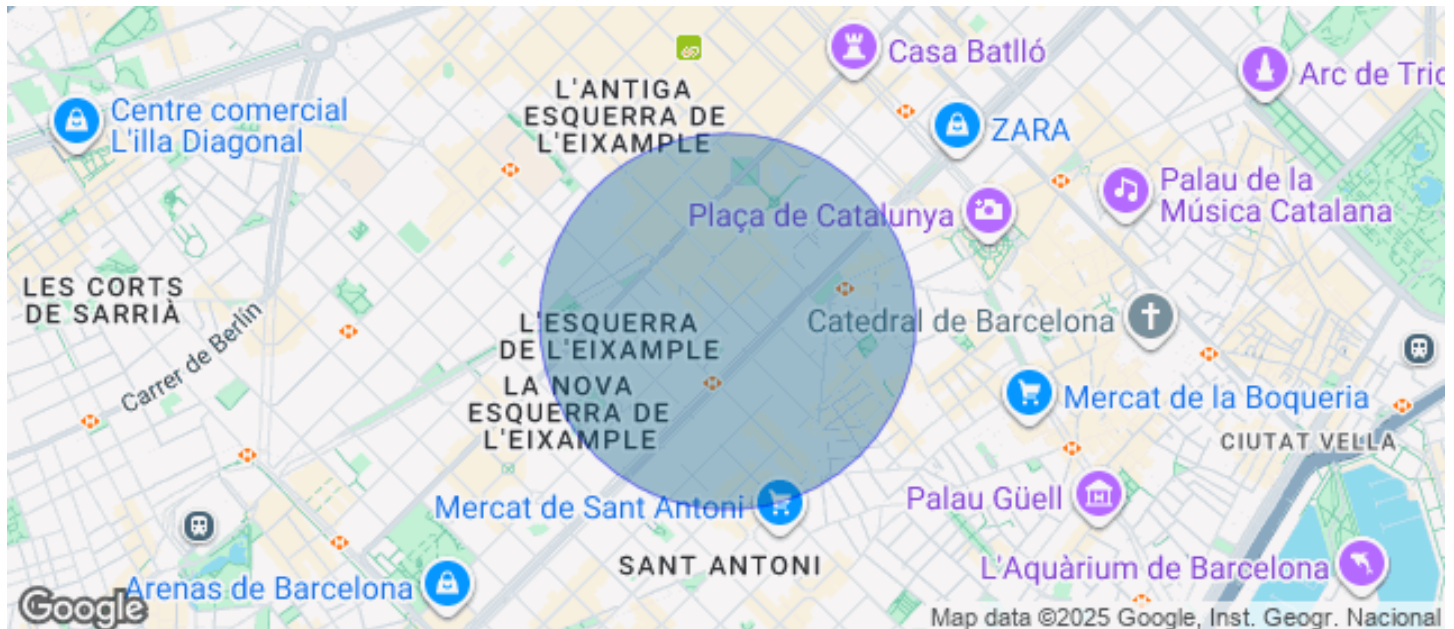 Casa Batlló
Arc de Trio
L'ANTIGA
ESQUERRA DE
L'EIXAMPLE
Centre comercial
L'illa Diagonal
ZARA
Palau de la
Música Catalana
Plaça de Catalunya
LES CORTS
DE SARRIÀ
L'ESQUERRA
DE L'EIXAMPLE
Catedral de Barcelona
Carrer de Berlín
LA NOVA
ESQUERRA DE
L'EIXAMPLE
Mercat de la Boqueria
CIUTAT VELLA
Mercat de Sant Antoni
Palau Güell
SANT ANTONI
L'Aquàrium de Barcelona
Arenas de Barcelona
Google
Map data ©2025 Google, Inst. Geogr. Nacional